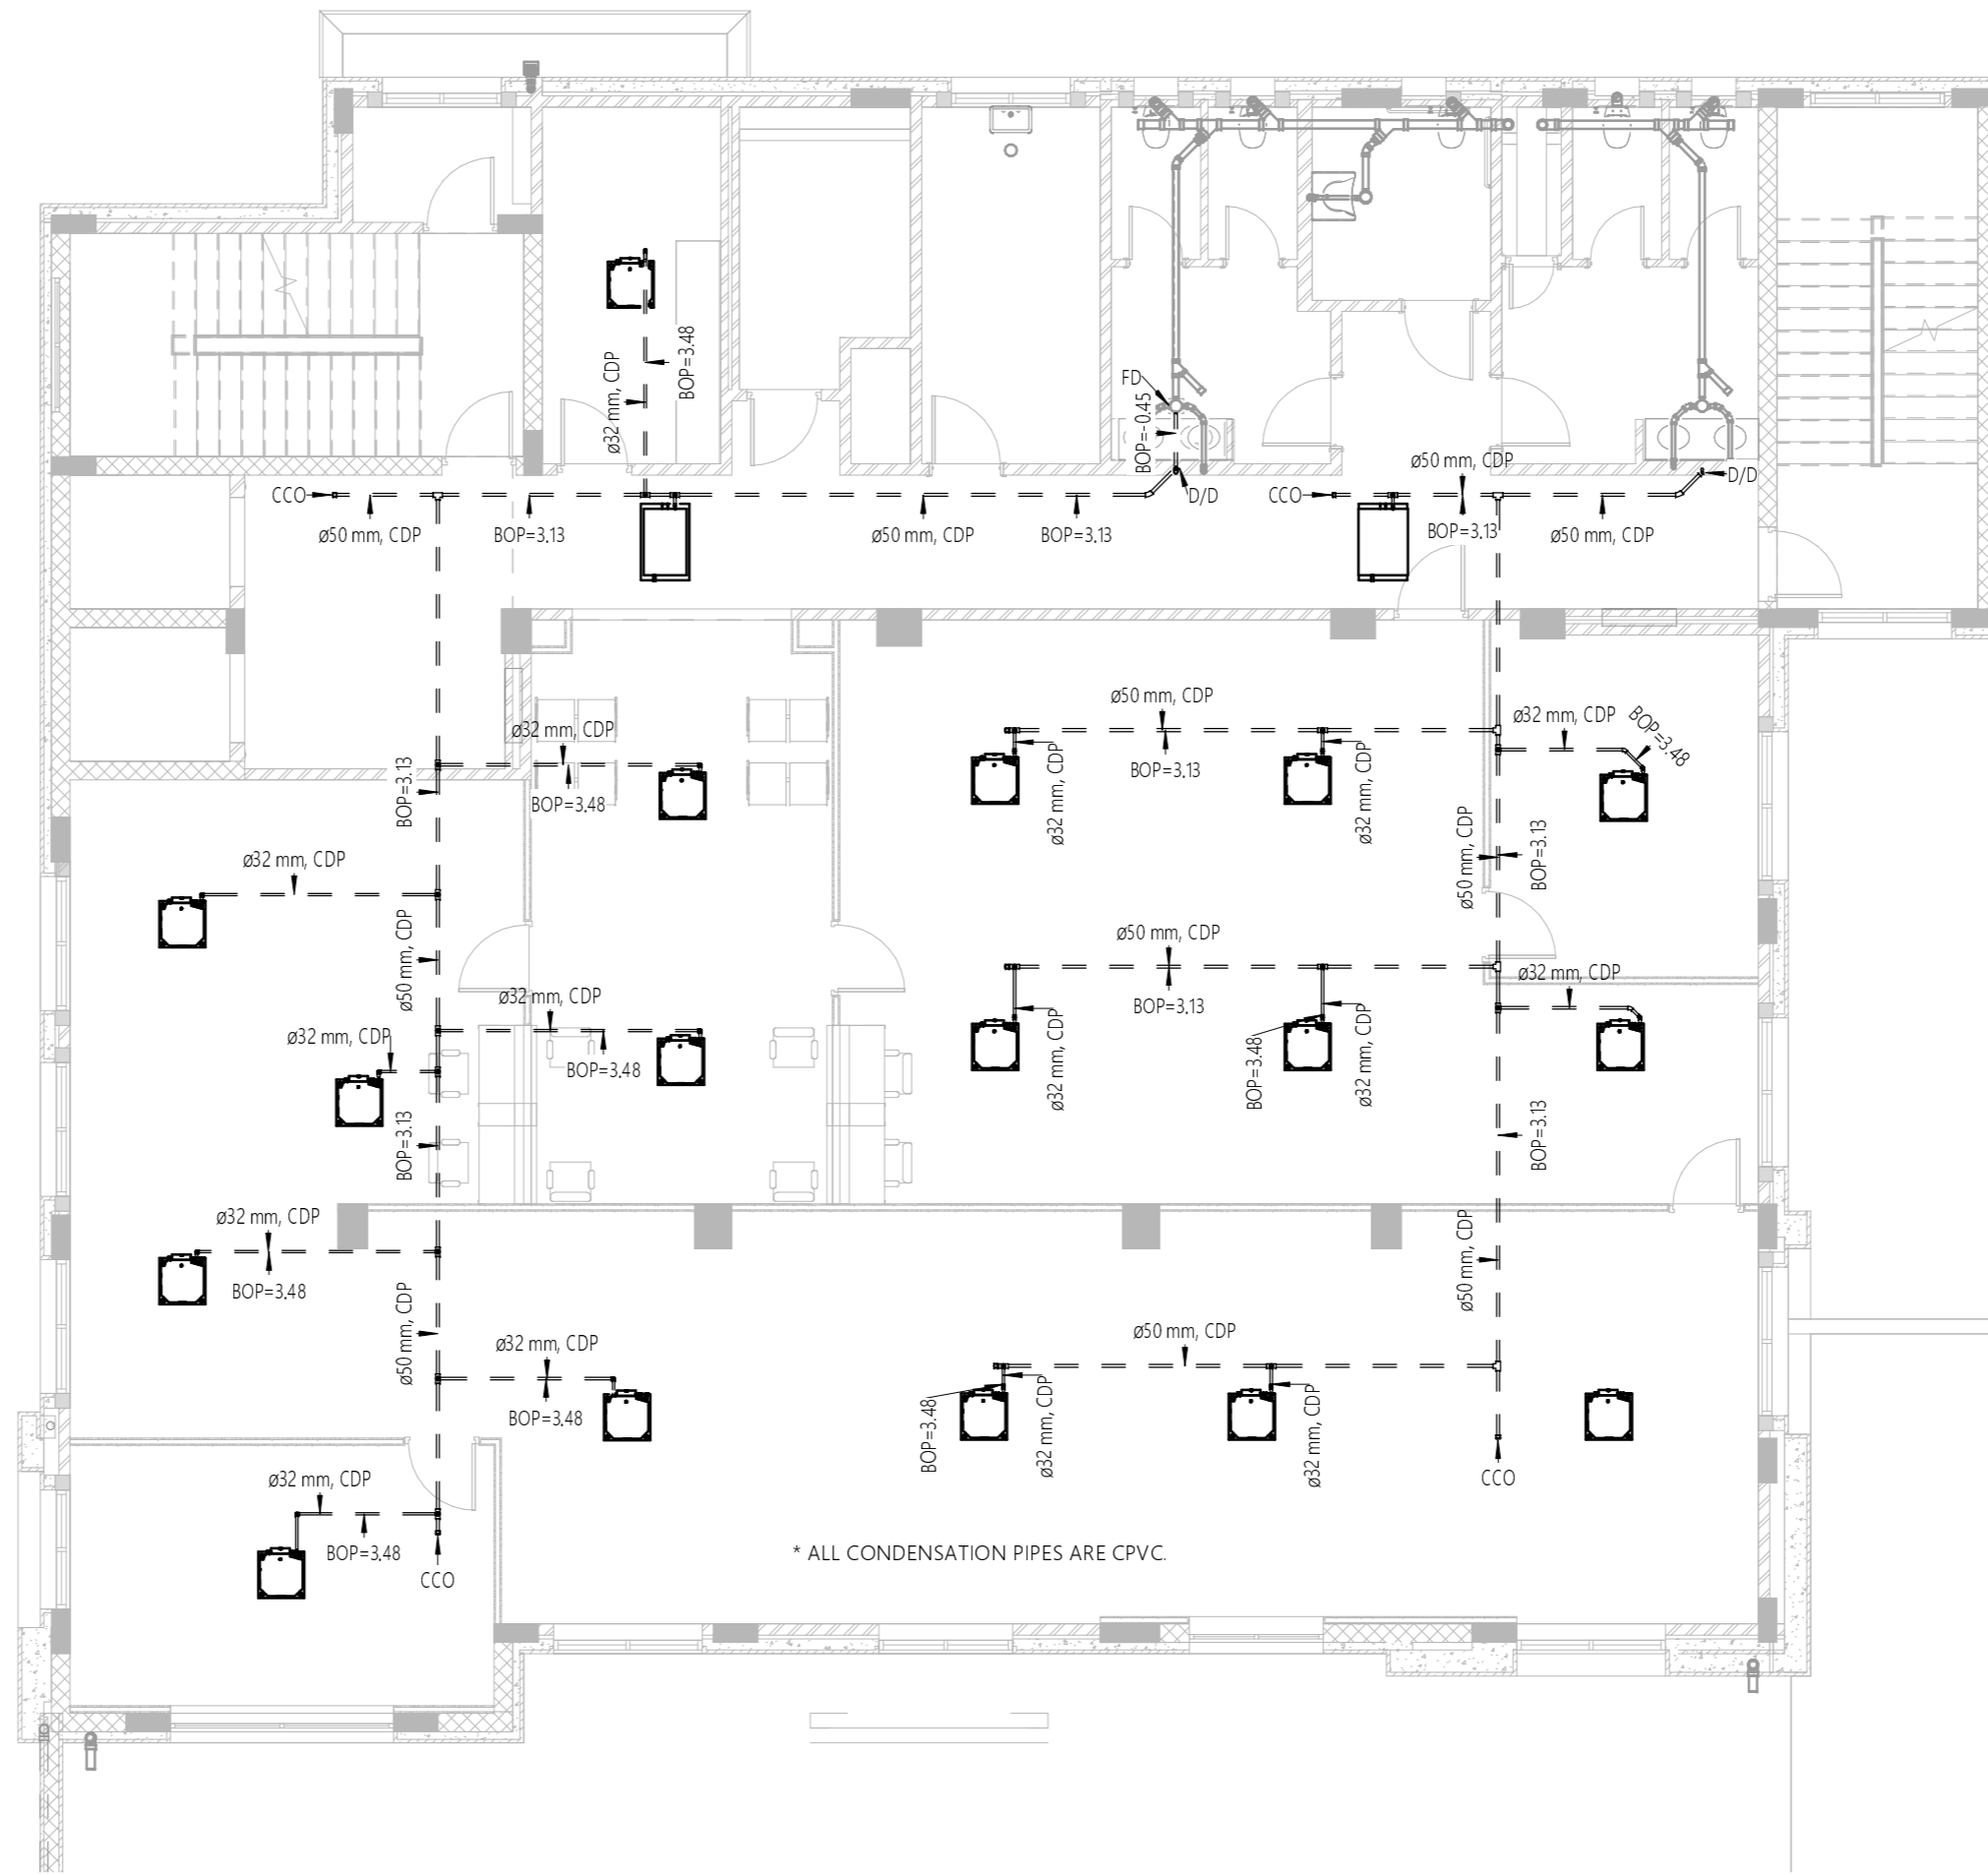 BOP=3.48
ø32 mm, CDP
FD
BOP=-0.45
ø50 mm, CDP
CCO
D/D
CCO
D/D
ø50 mm, CDP
BOP=3.13
ø50 mm, CDP
BOP=3.13
BOP=3.13
ø50 mm, CDP
ø50 mm, CDP
ø32 mm, CDP
ø32 mm, CDP
BOP=3.48
BOP=3.13
BOP=3.13
BOP=3.48
ø32 mm, CDP
ø32 mm, CDP
ø32 mm, CDP
ø50 mm, CDP
BOP=3.13
ø50 mm, CDP
ø50 mm, CDP
ø32 mm, CDP
ø32 mm, CDP
BOP=3.13
ø32 mm, CDP
BOP=3.48
BOP=3.48
ø32 mm, CDP
ø32 mm, CDP
BOP=3.13
BOP=3.13
ø32 mm, CDP
BOP=3.48
ø50 mm, CDP
ø50 mm, CDP
ø32 mm, CDP
BOP=3.48
ø50 mm, CDP
BOP=3.48
ø32 mm, CDP
ø32 mm, CDP
ø32 mm, CDP
CCO
BOP=3.48
CCO
* ALL CONDENSATION PIPES ARE CPVC.